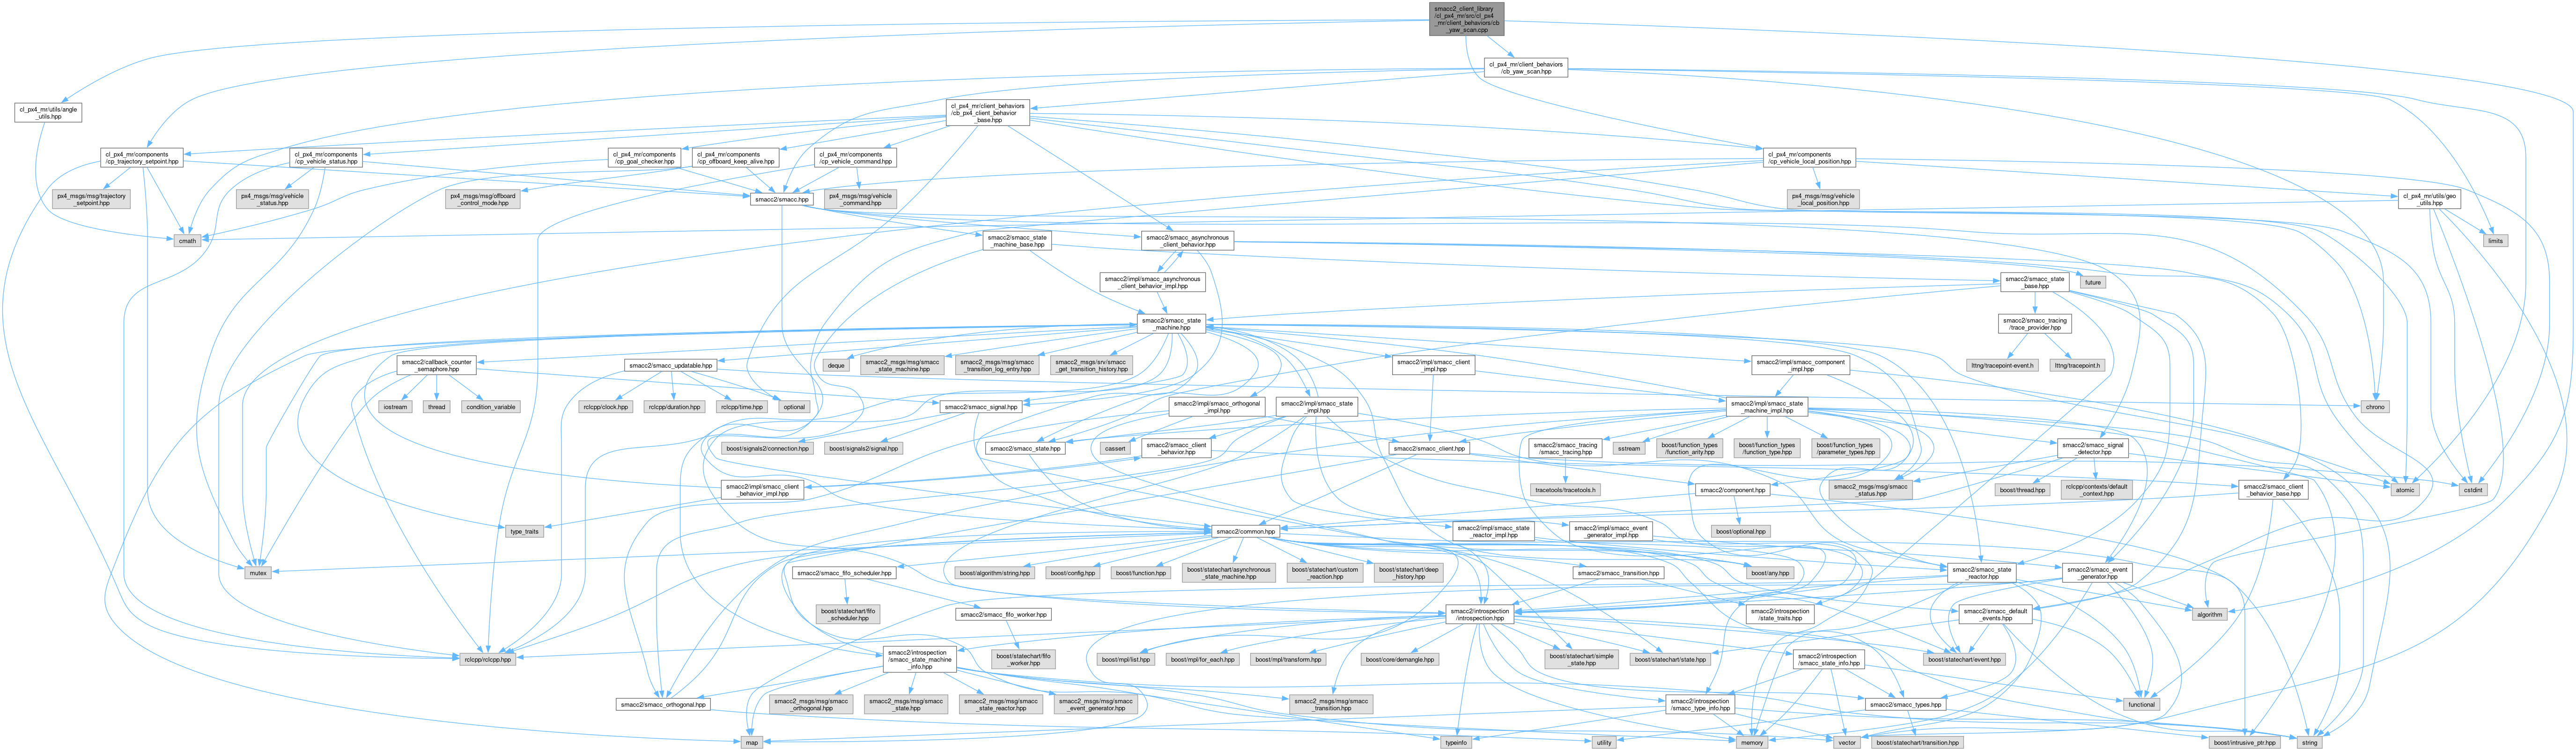 smacc2_client_library
/cl_px4_mr/src/cl_px4
_mr/client_behaviors/cb
_yaw_scan.cpp
cl_px4_mr/client_behaviors
/cb_yaw_scan.hpp
cl_px4_mr/utils/angle
_utils.hpp
cl_px4_mr/client_behaviors
/cb_px4_client_behavior
_base.hpp
cl_px4_mr/components
/cp_trajectory_setpoint.hpp
cl_px4_mr/components
/cp_vehicle_status.hpp
cl_px4_mr/components
/cp_goal_checker.hpp
cl_px4_mr/components
/cp_offboard_keep_alive.hpp
cl_px4_mr/components
/cp_vehicle_command.hpp
cl_px4_mr/components
/cp_vehicle_local_position.hpp
px4_msgs/msg/trajectory
_setpoint.hpp
px4_msgs/msg/vehicle
_status.hpp
px4_msgs/msg/offboard
_control_mode.hpp
smacc2/smacc.hpp
px4_msgs/msg/vehicle
_command.hpp
px4_msgs/msg/vehicle
_local_position.hpp
cl_px4_mr/utils/geo
_utils.hpp
cmath
smacc2/smacc_state
_machine_base.hpp
smacc2/smacc_asynchronous
_client_behavior.hpp
limits
smacc2/impl/smacc_asynchronous
_client_behavior_impl.hpp
smacc2/smacc_state
_base.hpp
future
smacc2/smacc_state
_machine.hpp
smacc2/smacc_tracing
/trace_provider.hpp
smacc2/callback_counter
_semaphore.hpp
smacc2/smacc_updatable.hpp
deque
smacc2_msgs/msg/smacc
_state_machine.hpp
smacc2_msgs/msg/smacc
_transition_log_entry.hpp
smacc2_msgs/srv/smacc
_get_transition_history.hpp
smacc2/impl/smacc_client
_impl.hpp
smacc2/impl/smacc_component
_impl.hpp
lttng/tracepoint-event.h
lttng/tracepoint.h
iostream
thread
condition_variable
rclcpp/clock.hpp
rclcpp/duration.hpp
rclcpp/time.hpp
optional
smacc2/smacc_signal.hpp
smacc2/impl/smacc_orthogonal
_impl.hpp
smacc2/impl/smacc_state
_impl.hpp
smacc2/impl/smacc_state
_machine_impl.hpp
chrono
boost/signals2/connection.hpp
boost/signals2/signal.hpp
smacc2/smacc_state.hpp
cassert
smacc2/smacc_client
_behavior.hpp
smacc2/smacc_client.hpp
smacc2/smacc_tracing
/smacc_tracing.hpp
sstream
boost/function_types
/function_arity.hpp
boost/function_types
/function_type.hpp
boost/function_types
/parameter_types.hpp
smacc2/smacc_signal
_detector.hpp
smacc2/impl/smacc_client
_behavior_impl.hpp
tracetools/tracetools.h
smacc2/component.hpp
smacc2_msgs/msg/smacc
_status.hpp
boost/thread.hpp
rclcpp/contexts/default
_context.hpp
smacc2/smacc_client
_behavior_base.hpp
atomic
cstdint
type_traits
smacc2/common.hpp
smacc2/impl/smacc_state
_reactor_impl.hpp
smacc2/impl/smacc_event
_generator_impl.hpp
boost/optional.hpp
mutex
smacc2/smacc_fifo_scheduler.hpp
boost/algorithm/string.hpp
boost/config.hpp
boost/function.hpp
boost/statechart/asynchronous
_state_machine.hpp
boost/statechart/custom
_reaction.hpp
boost/statechart/deep
_history.hpp
smacc2/smacc_transition.hpp
boost/any.hpp
smacc2/smacc_state
_reactor.hpp
smacc2/smacc_event
_generator.hpp
boost/statechart/fifo
_scheduler.hpp
smacc2/smacc_fifo_worker.hpp
smacc2/introspection
/introspection.hpp
smacc2/introspection
/state_traits.hpp
smacc2/smacc_default
_events.hpp
algorithm
rclcpp/rclcpp.hpp
smacc2/introspection
/smacc_state_machine
_info.hpp
boost/statechart/fifo
_worker.hpp
boost/mpl/list.hpp
boost/mpl/for_each.hpp
boost/mpl/transform.hpp
boost/core/demangle.hpp
boost/statechart/simple
_state.hpp
boost/statechart/state.hpp
smacc2/introspection
/smacc_state_info.hpp
boost/statechart/event.hpp
smacc2/smacc_orthogonal.hpp
smacc2_msgs/msg/smacc
_orthogonal.hpp
smacc2_msgs/msg/smacc
_state.hpp
smacc2_msgs/msg/smacc
_state_reactor.hpp
smacc2_msgs/msg/smacc
_event_generator.hpp
smacc2_msgs/msg/smacc
_transition.hpp
smacc2/introspection
/smacc_type_info.hpp
smacc2/smacc_types.hpp
functional
map
utility
typeinfo
memory
vector
boost/statechart/transition.hpp
boost/intrusive_ptr.hpp
string